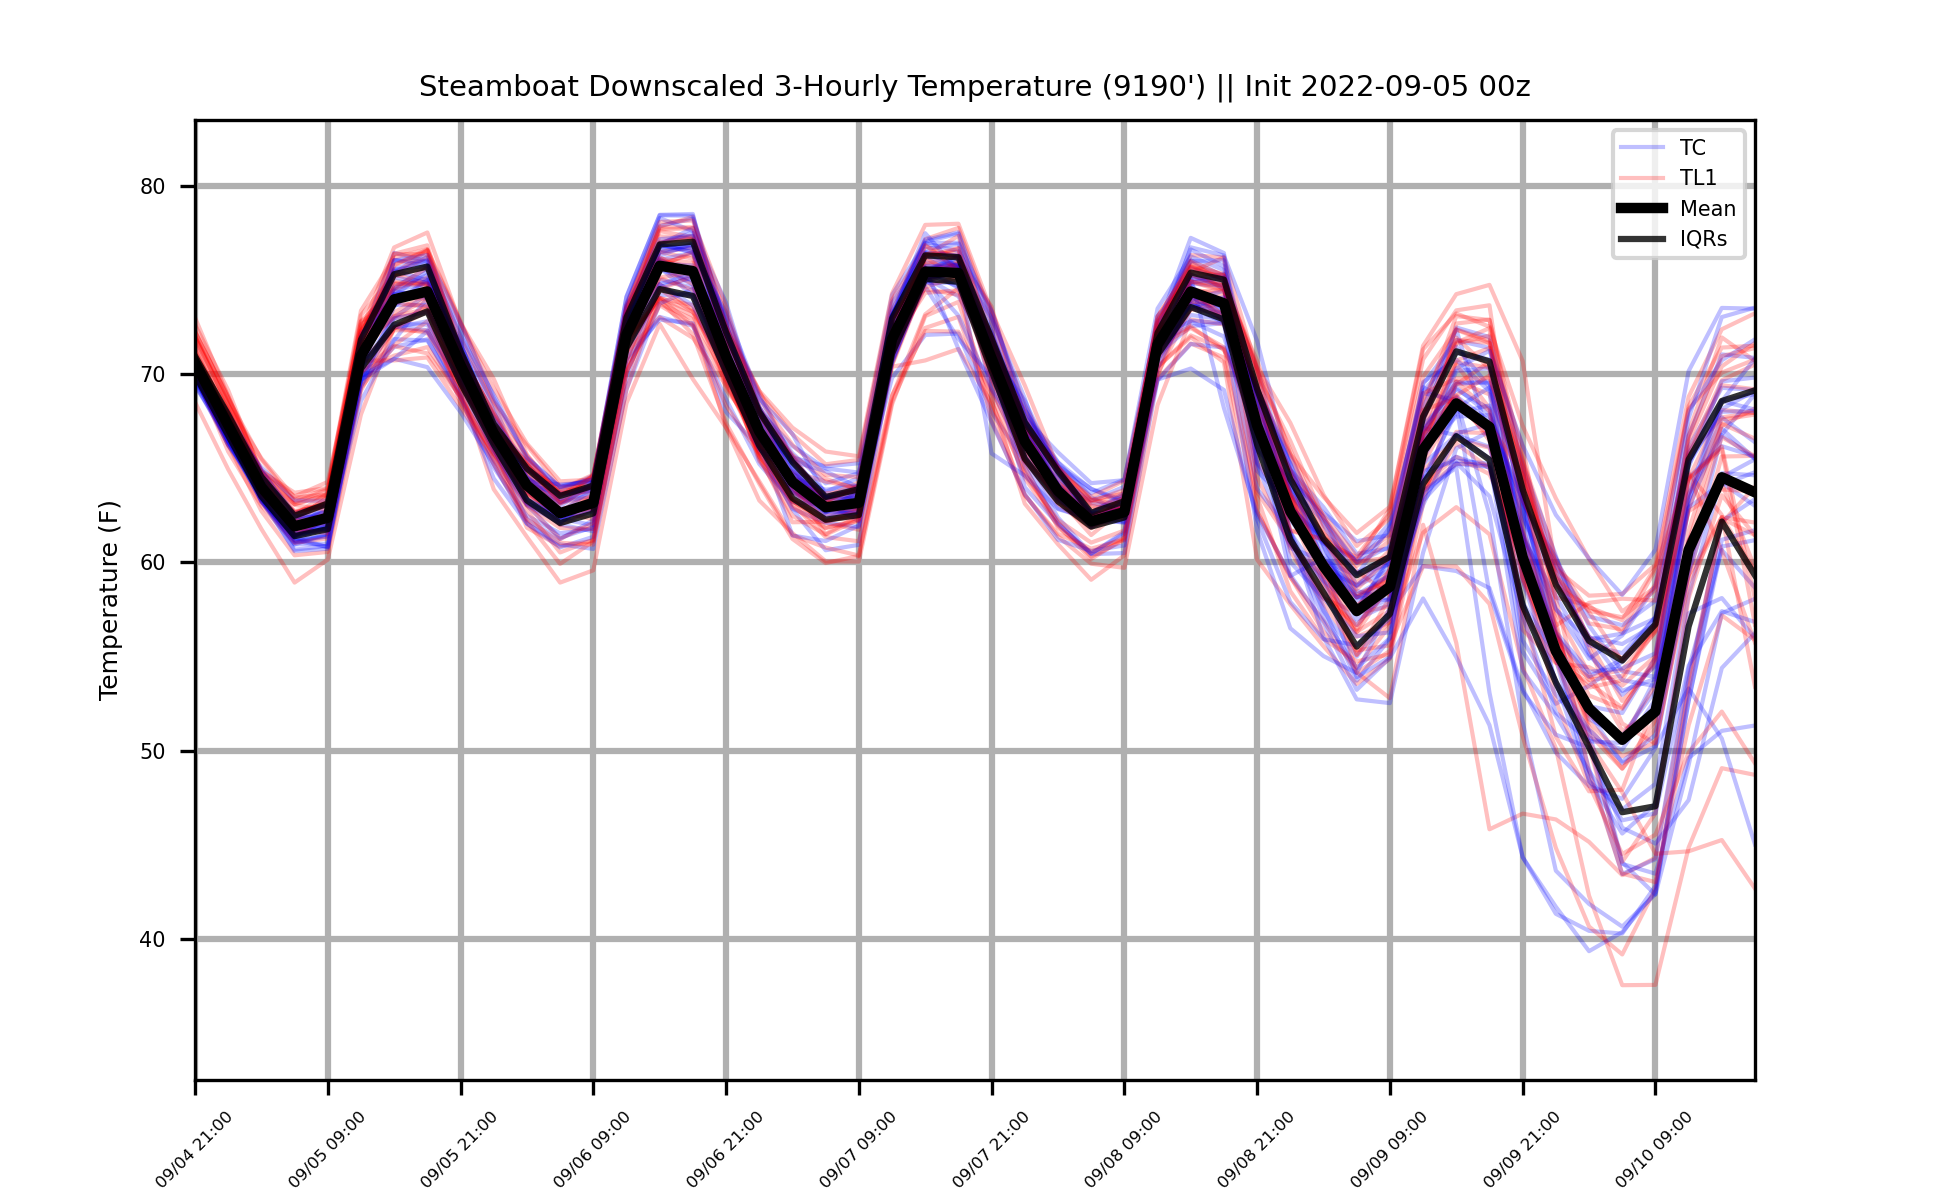 Steamboat Downscaled 3-Hourly Temperature (9190') || Init 2022-09-05 00z
TC
TL1
Mean
IQRs
Temperature (F)
80
70
60
50
40
09/04 21:00
09/05 09:00
09/05 21:00
09/06 09:00
09/06 21:00
09/07 09:00
09/07 21:00
09/08 09:00
09/08 21:00
09/09 09:00
09/09 21:00
09/10 09:00